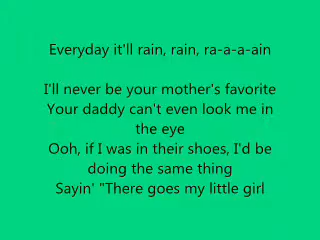 Everyday it'll rain, rain, ra-a-a-ain
I'll never be your mother's favorite
Your daddy can't even look me in
the eye
Ooh, if I was in their shoes, I'd be
doing the same thing
Sayin' "There goes my little girl